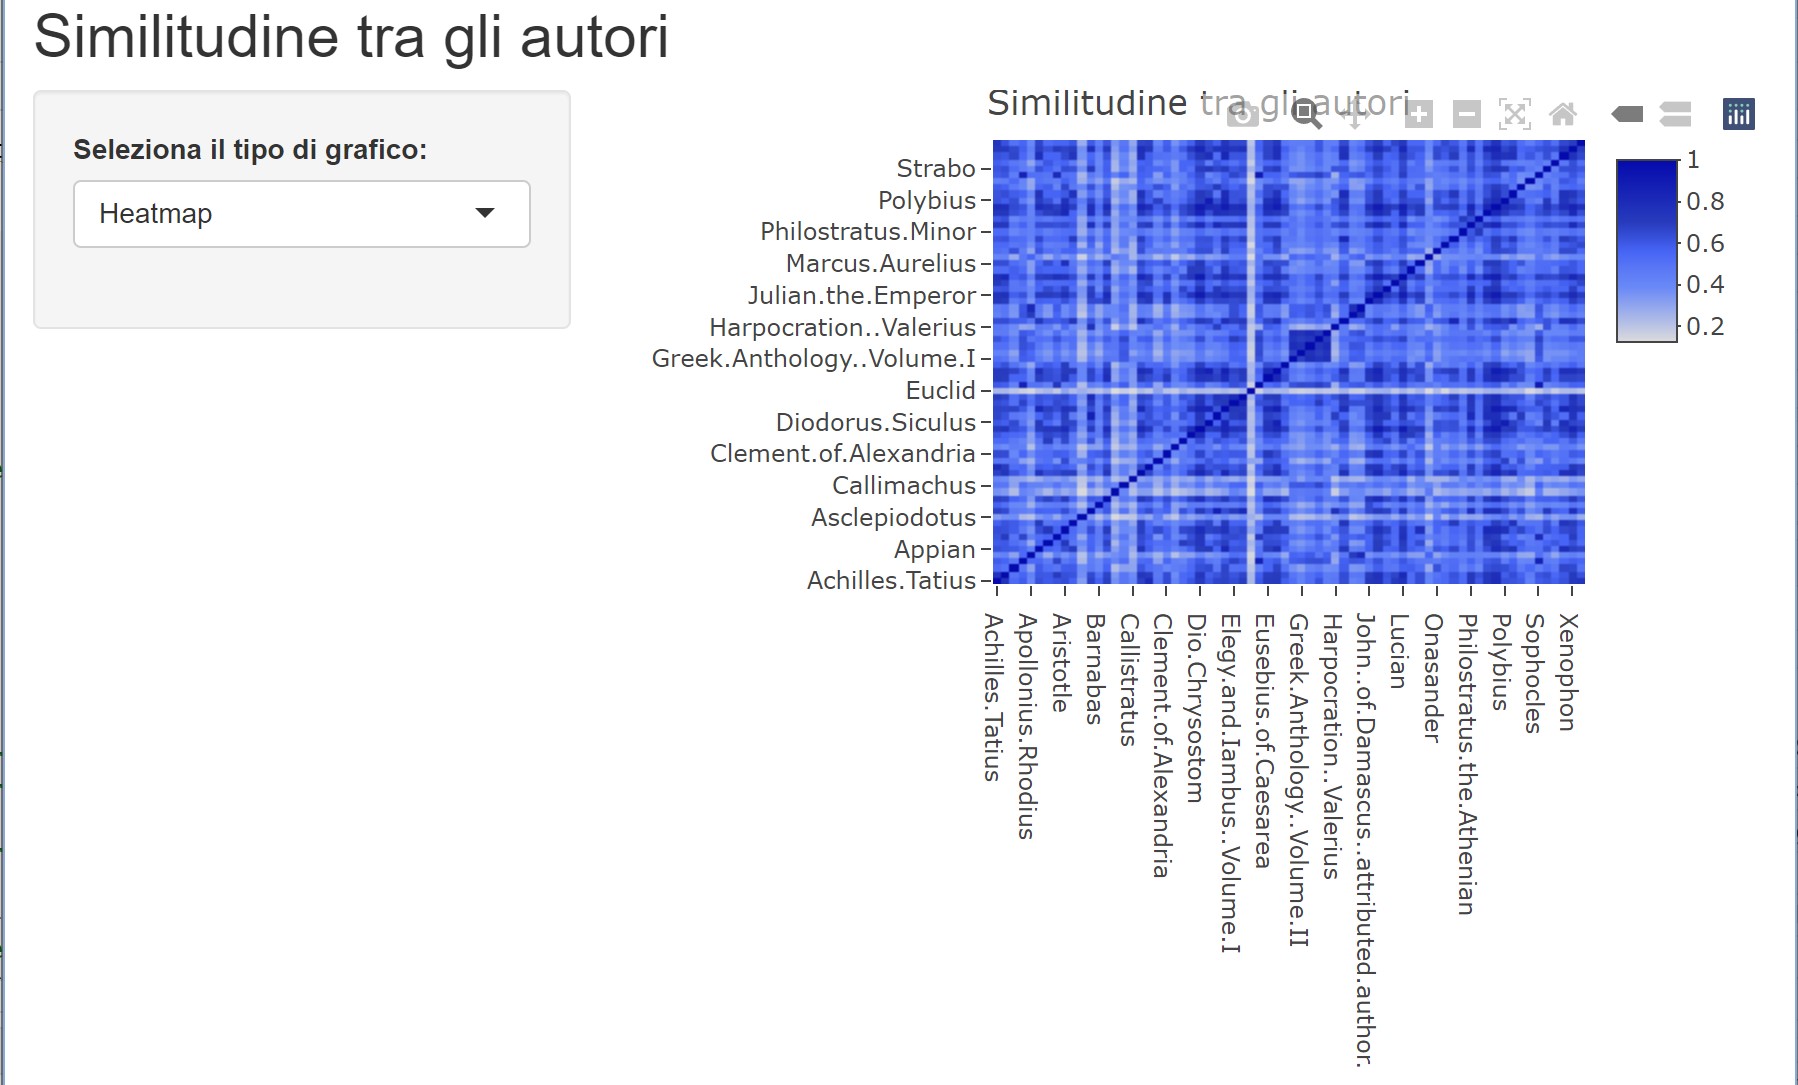 Similitudine tra gli autori
Seleziona il tipo di grafico:
Heatmap
Similitudine tra gli autori
Strabo
Polybius
Philostratus.Minor
Marcus.Aurelius
Julian.the.Emperor
Harpocration..Valerius
Greek.Anthology..Volume.I
Euclid
Diodorus.Siculus
Clement.of.Alexandria
Callimachus
Asclepiodotus
Appian
Achilles.Tatius
1
0.8
0.6
0.4
0.2
Achilles.Tatius
Apollonius.Rhodius
Aristotle
Barnabas
Callistratus
Clement.of.Alexandria
Dio.Chrysostom
Elegy.and.Iambus..Volume.I
Eusebius.of.Caesarea
Greek.Anthology..Volume.II
Harpocration..Valerius
John..of.Damascus..attributed.author.
Lucian
Onasander
Philostratus.the.Athenian
Polybius
Sophocles
Xenophon